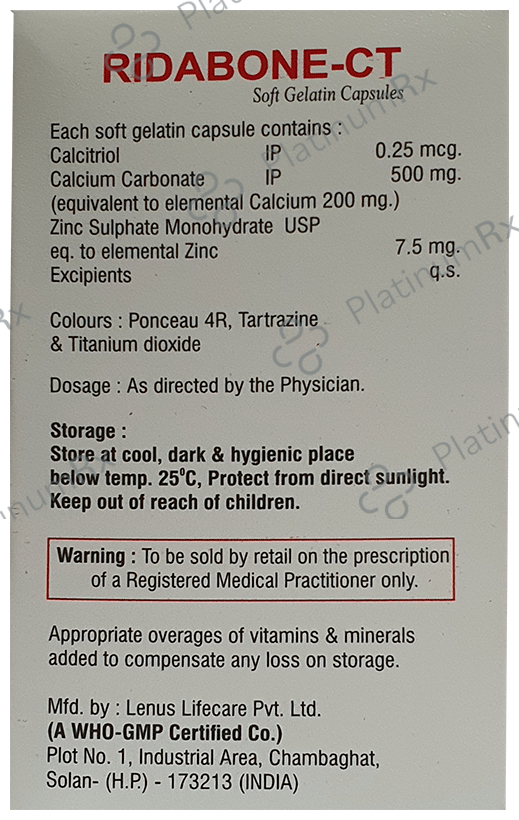 RIDABONE-CT
Soft Gelatin Capsules
Each soft gelatin capsule contains :
Calcitriol IP 0.25 mcg.
Calcium Carbonate IP 500 mg.
(equivalent to elemental Calcium 200 mg.)
Zinc Sulphate Monohydrate USP
eq. to elemental Zinc 7.5 mg.
Excipients q.s.
Colours : Ponceau 4R, Tartrazine
& Titanium dioxide
Dosage : As directed by the Physician.
Storage :
Store at cool, dark & hygienic place
below temp. 25⁰C, Protect from direct sunlight.
Keep out of reach of children.
Warning : To be sold by retail on the prescription
of a Registered Medical Practitioner only.
Appropriate overages of vitamins & minerals
added to compensate any loss on storage.
Mfd. by : Lenus Lifecare Pvt. Ltd.
(A WHO-GMP Certified Co.)
Plot No. 1, Industrial Area, Chambaghat,
Solan- (H.P.) - 173213 (INDIA)
PlatinumRx
PlatinumRx
PlatinumRx